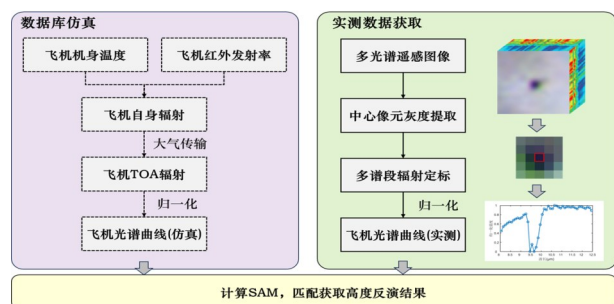 数据库仿真
飞机机身温度
飞机红外发射率
飞机自身辐射
大气传输
飞机TOA辐射
归一化
飞机光谱曲线(仿真)
实测数据获取
多光谱遥感图像
中心像元灰度提取
多谱段辐射定标
归一化
飞机光谱曲线(实测)
计算SAM，匹配获取高度反演结果